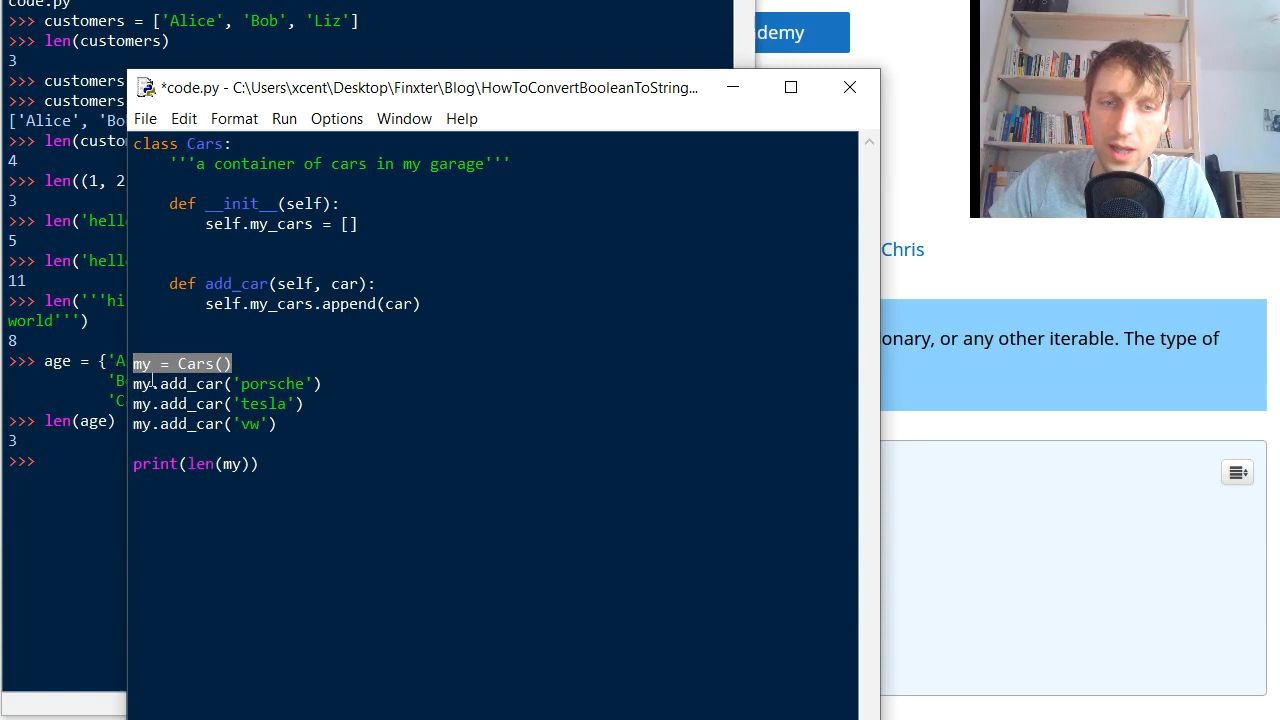 code.py
>>> customers = ['Alice', 'Bob', 'Liz']
>>> len(customers)
3
>>> customers
>>> customers
['Alice', 'Bo
>>> len(custo
4
>>> len((1, 2
3
>>> len('hell
5
>>> len('hell
11
>>> len('''hi
world''')
8
>>> age = {'A
'B
'C
>>> len(age)
3
>>>
*code.py - C:\Users\xcent\Desktop\Finxter\Blog\HowToConvertBooleanToString...
File Edit Format Run Options Window Help
class Cars:
'''a container of cars in my garage'''
def __init__(self):
self.my_cars = []
def add_car(self, car):
self.my_cars.append(car)
my = Cars()
my.add_car('porsche')
my.add_car('tesla')
my.add_car('vw')
print(len(my))
demy
Chris
onary, or any other iterable. The type of